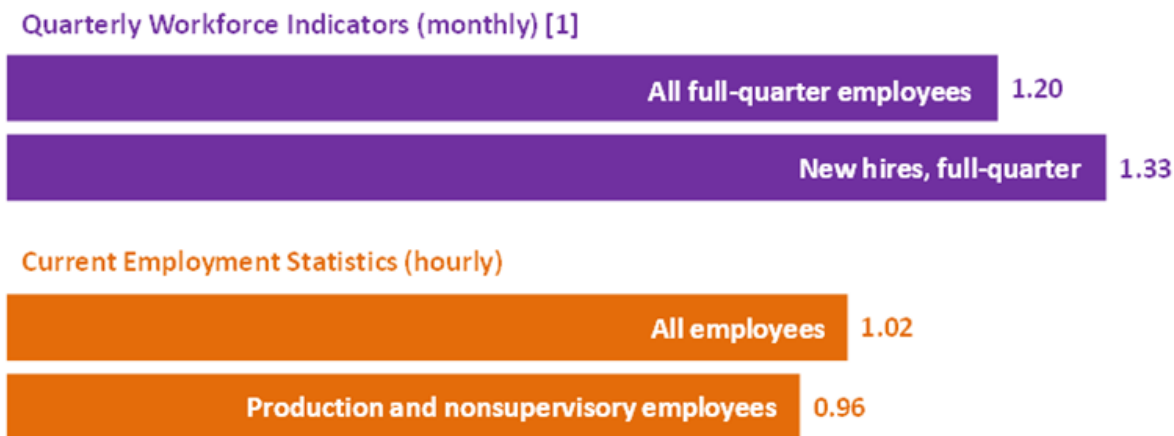 Quarterly Workforce Indicators (monthly) [1]
All full-quarter employees 1.20
New hires, full-quarter 1.33
Current Employment Statistics (hourly)
All employees 1.02
Production and nonsupervisory employees 0.96